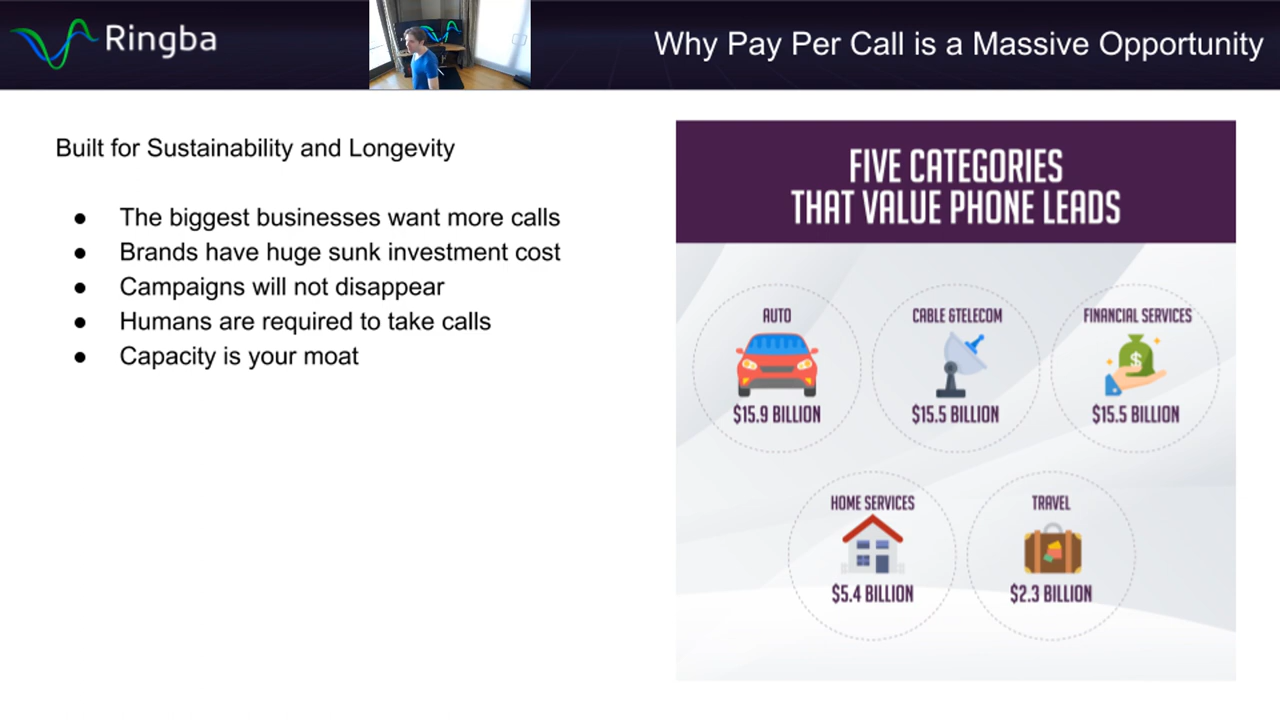 Ringba
Why Pay Per Call is a Massive Opportunity
Built for Sustainability and Longevity
● The biggest businesses want more calls
● Brands have huge sunk investment cost
● Campaigns will not disappear
● Humans are required to take calls
● Capacity is your moat
FIVE CATEGORIES
THAT VALUE PHONE LEADS
AUTO
$15.9 BILLION
CABLE &TELECOM
$15.5 BILLION
FINANCIAL SERVICES
$
$15.5 BILLION
HOME SERVICES
$5.4 BILLION
TRAVEL
$2.3 BILLION